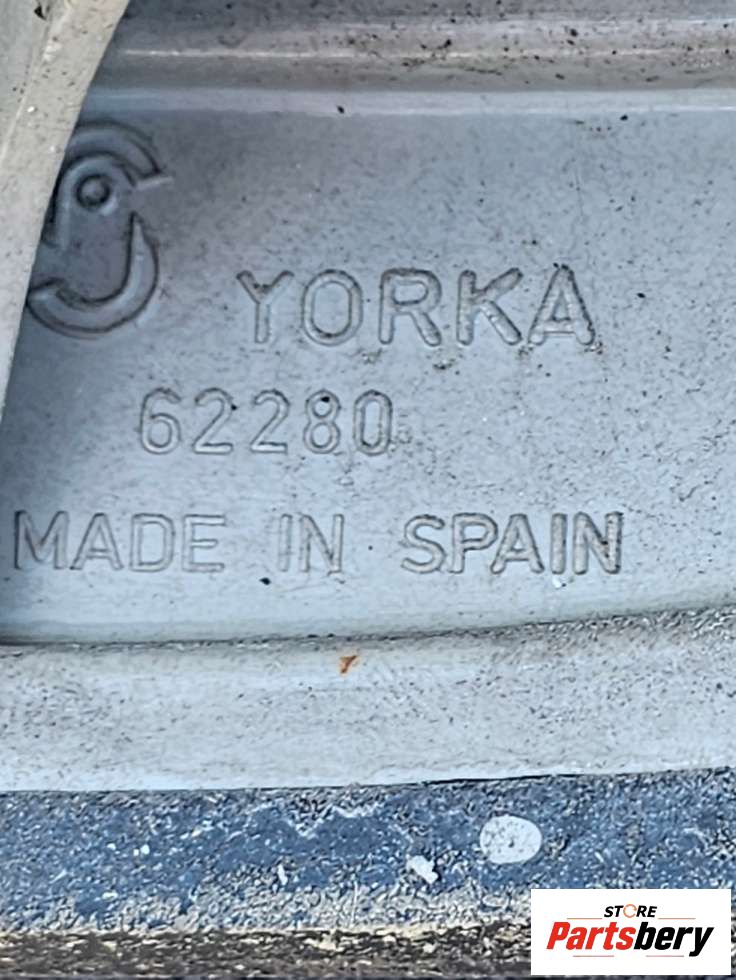 YORKA
62280
MADE IN SPAIN
STORE
Partsbery